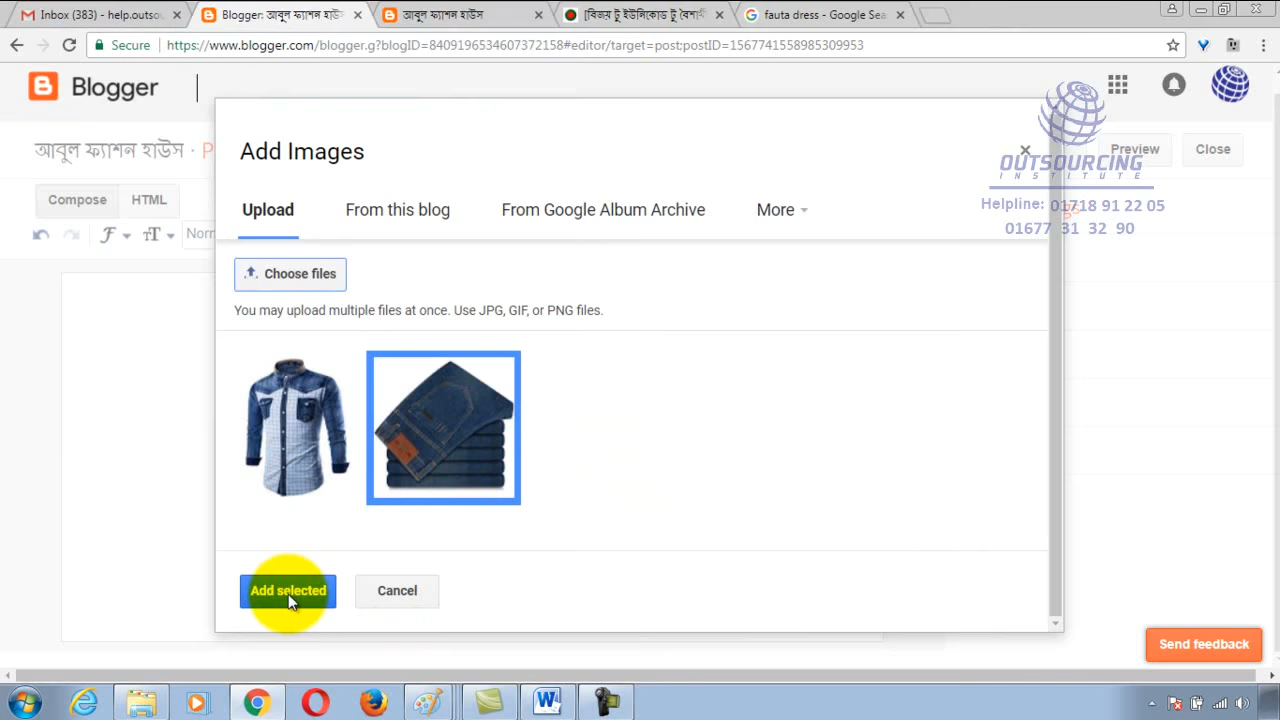 Inbox (383) - help.outso
Blogger: আবুল ফ্যাশন হাউস
আবুল ফ্যাশন হাউস
[বিজয় টু ইউনিকোড টু বৈশাখী
fauta dress - Google Sea
Secure
https://www.blogger.com/blogger.g?blogID=8409196534607372158#editor/target=post;postID=1567741558985309953
Blogger
আবুল ফ্যাশন হাউস · P
Preview
Close
Compose
HTML
Norm
Add Images
Upload
From this blog
From Google Album Archive
More
Choose files
You may upload multiple files at once. Use JPG, GIF, or PNG files.
Add selected
Cancel
OUTSOURCING
INSTITUTE
Helpline: 01718 91 22 05
01677 31 32 90
Send feedback